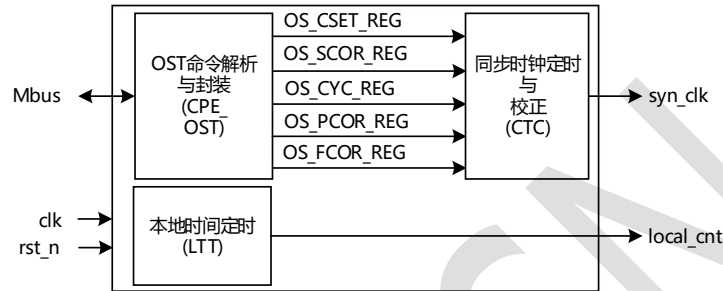 OS_CSET_REG
OST命令解析
与封装
(CPE_
OST)
OS_SCOR_REG
OS_CYC_REG
OS_PCOR_REG
OS_FCOR_REG
同步时钟定时
与
校正
(CTC)
Mbus
syn_clk
clk
rst_n
本地时间定时
(LTT)
local_cnt